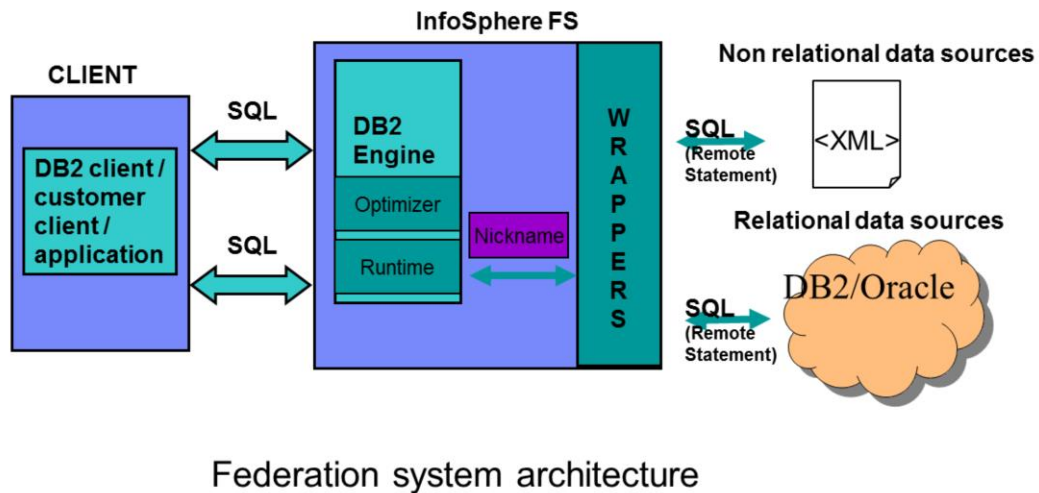 InfoSphere FS
CLIENT
DB2 client /
customer
client /
application
SQL
SQL
DB2
Engine
Optimizer
Runtime
Nickname
W
R
A
P
P
E
R
S
Non relational data sources
SQL
(Remote
Statement)
<XML>
Relational data sources
SQL
(Remote
Statement)
DB2/Oracle
Federation system architecture